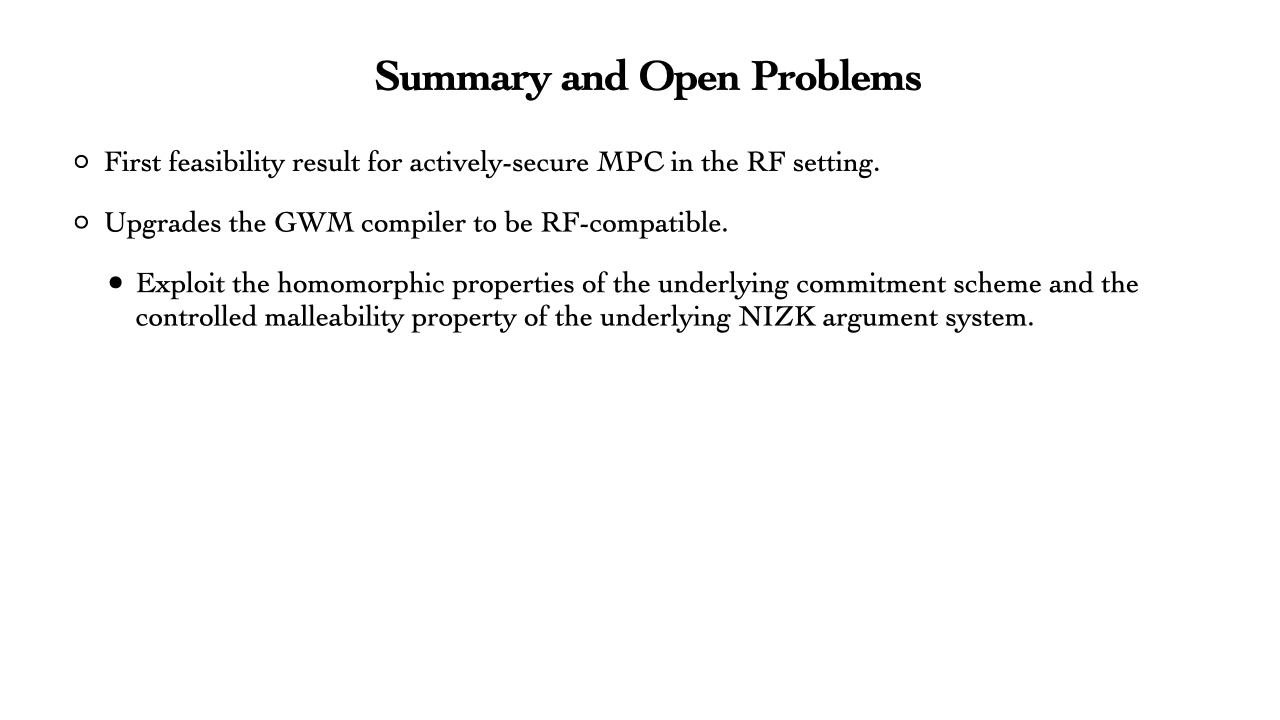 Summary and Open Problems
First feasibility result for actively-secure MPC in the RF setting.
Upgrades the GWM compiler to be RF-compatible.
Exploit the homomorphic properties of the underlying commitment scheme and the
controlled malleability property of the underlying NIZK argument system.